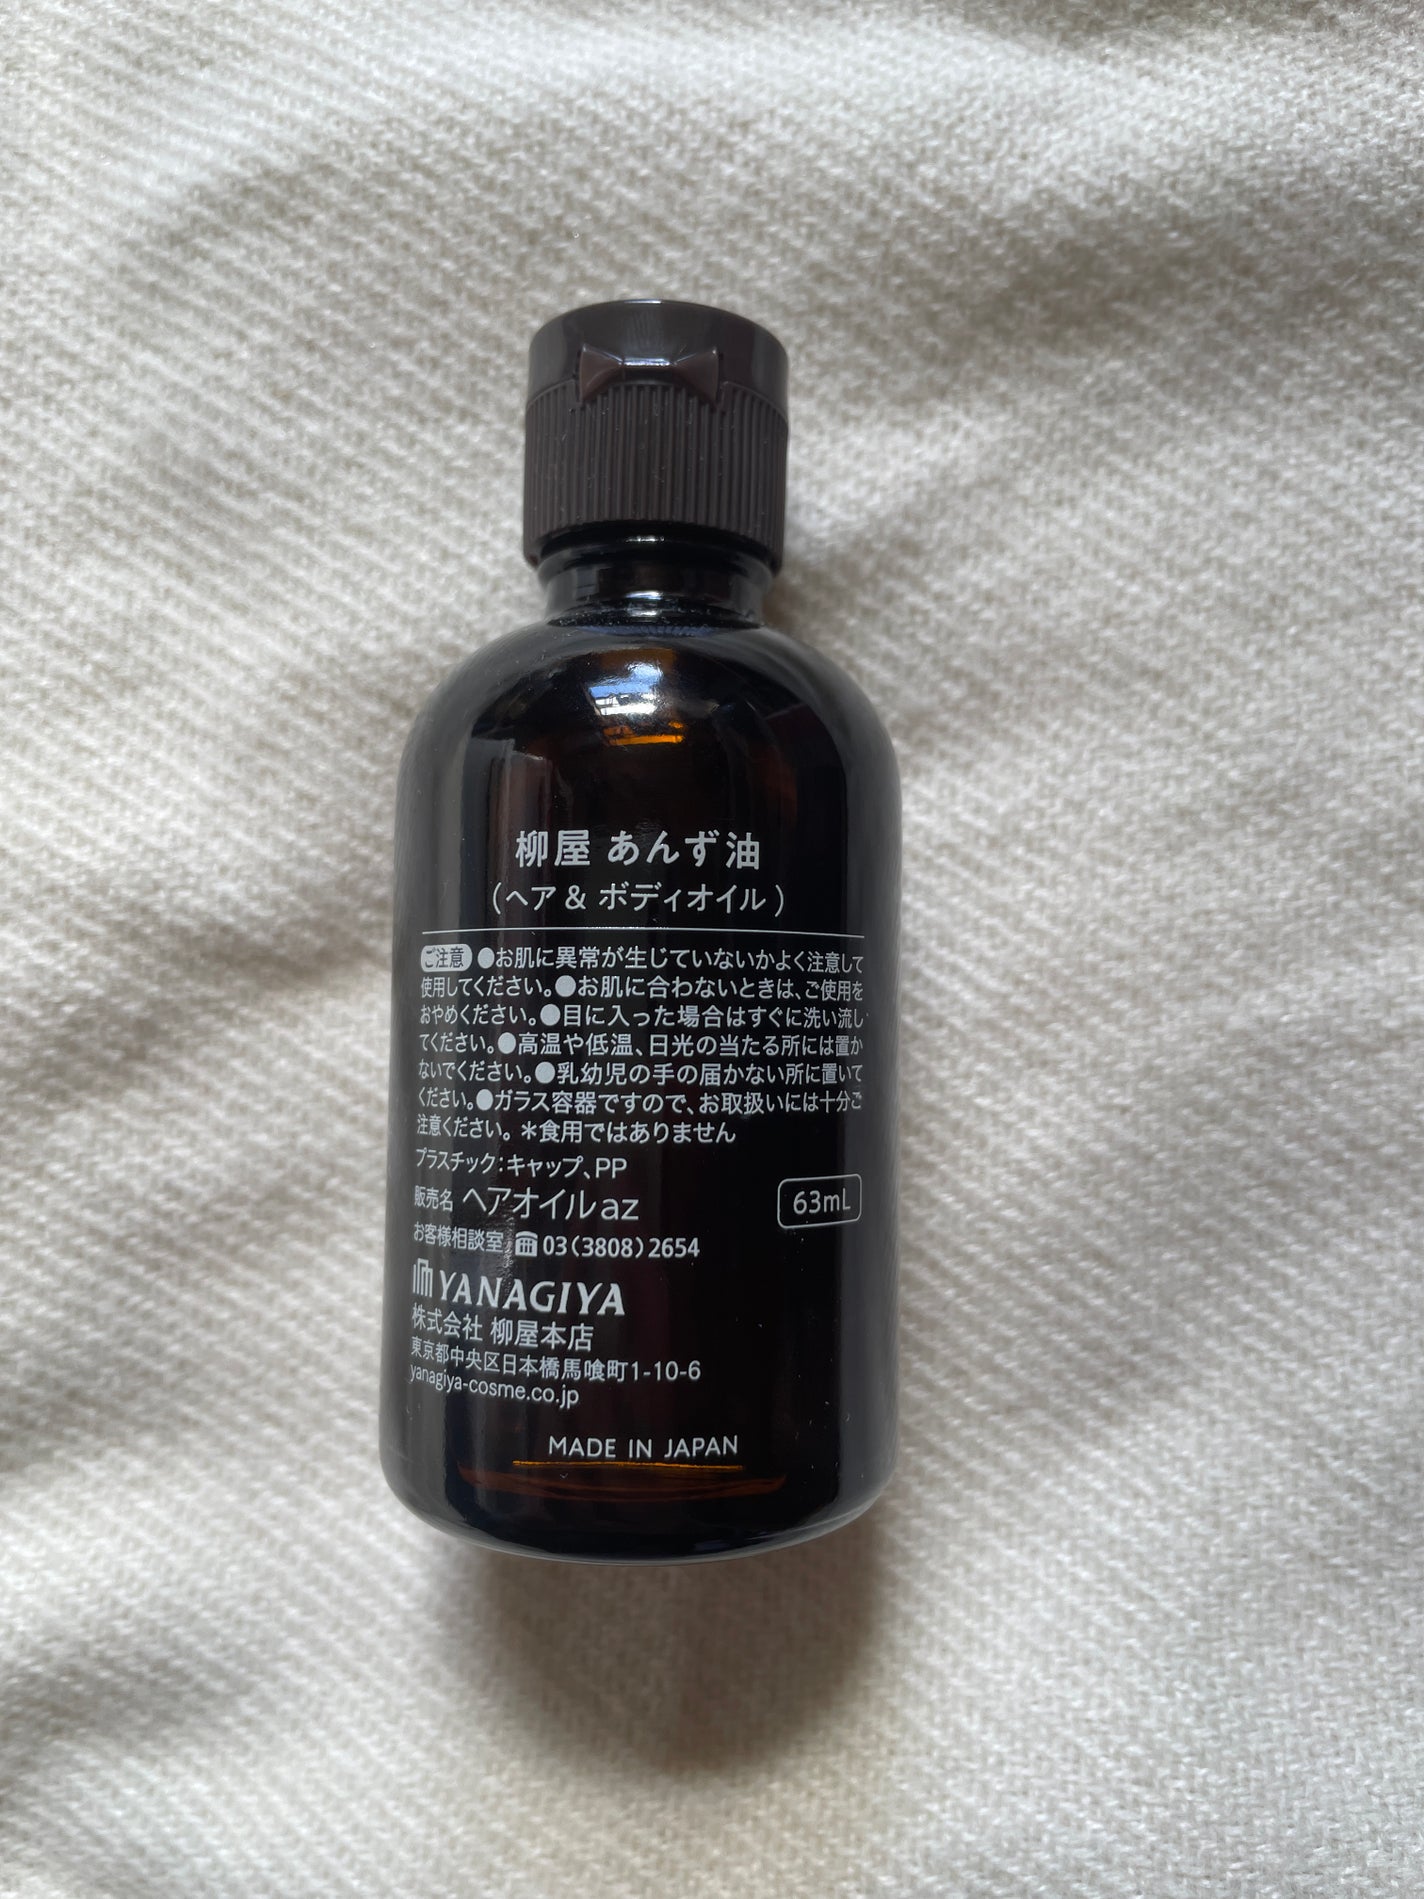 柳屋 あんず油
(ヘア & ボディオイル)
ご注意 ●お肌に異常が生じていないかよく注意して
使用してください。●お肌に合わないときは、ご使用を
おやめください。●目に入った場合はすぐに洗い流し
てください。●高温や低温、日光の当たる所には置か
ないでください。●乳幼児の手の届かない所に置いて
ください。●ガラス容器ですので、お取扱いには十分ご
注意ください。＊食用ではありません
プラスチック:キャップ、PP
販売名 ヘアオイルaz
63mL
お客様相談室 ☎03(3808)2654
YANAGIYA
株式会社 柳屋本店
東京都中央区日本橋馬喰町1-10-6
yanagiya-cosme.co.jp
MADE IN JAPAN